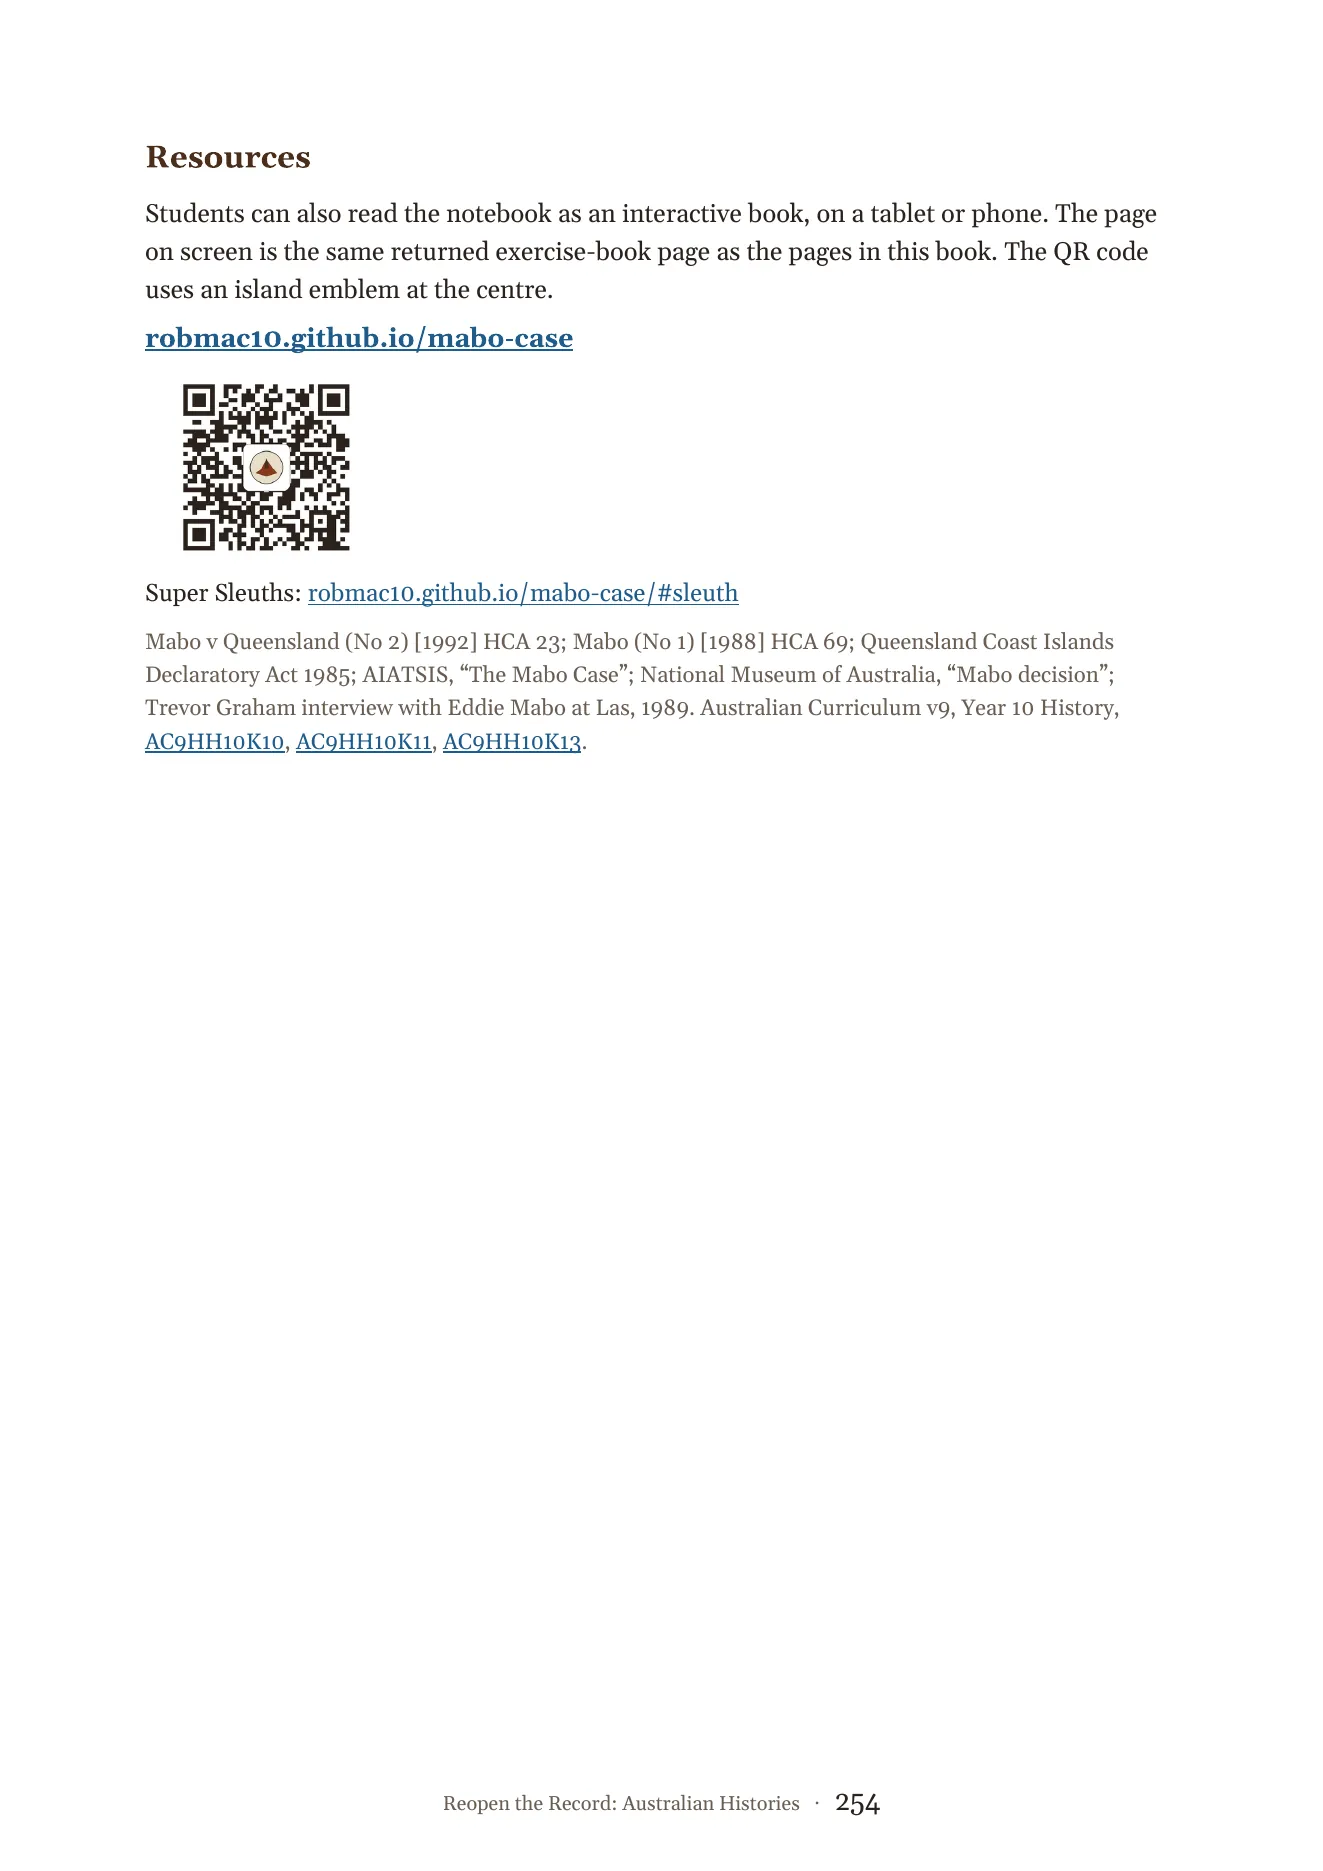 Resources
Students can also read the notebook as an interactive book, on a tablet or phone. The page
on screen is the same returned exercise-book page as the pages in this book. The QR code
uses an island emblem at the centre.
robmac10.github.io/mabo-case
Super Sleuths: robmac10.github.io/mabo-case/#sleuth
Mabo v Queensland (No 2) [1992] HCA 23; Mabo (No 1) [1988] HCA 69; Queensland Coast Islands
Declaratory Act 1985; AIATSIS, “The Mabo Case”; National Museum of Australia, “Mabo decision”;
Trevor Graham interview with Eddie Mabo at Las, 1989. Australian Curriculum v9, Year 10 History,
AC9HH10K10, AC9HH10K11, AC9HH10K13.
Reopen the Record: Australian Histories · 254